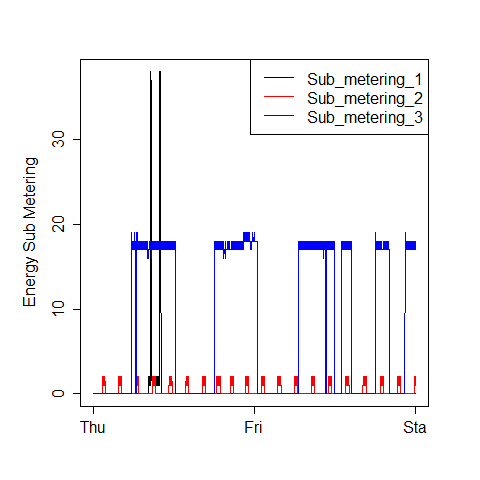 Sub_metering_1
Sub_metering_2
Sub_metering_3
Energy Sub Metering
30
20
10
0
Thu Fri Sta